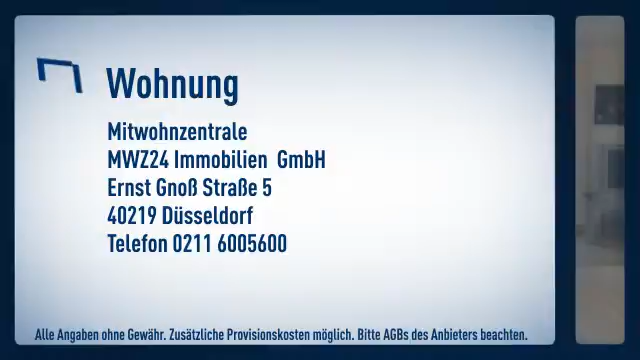 Wohnung
Mitwohnzentrale
MWZ24 Immobilien GmbH
Ernst Gnoß Straße 5
40219 Düsseldorf
Telefon 0211 6005600
Alle Angaben ohne Gewähr. Zusätzliche Provisionskosten möglich. Bitte AGBs des Anbieters beachten.